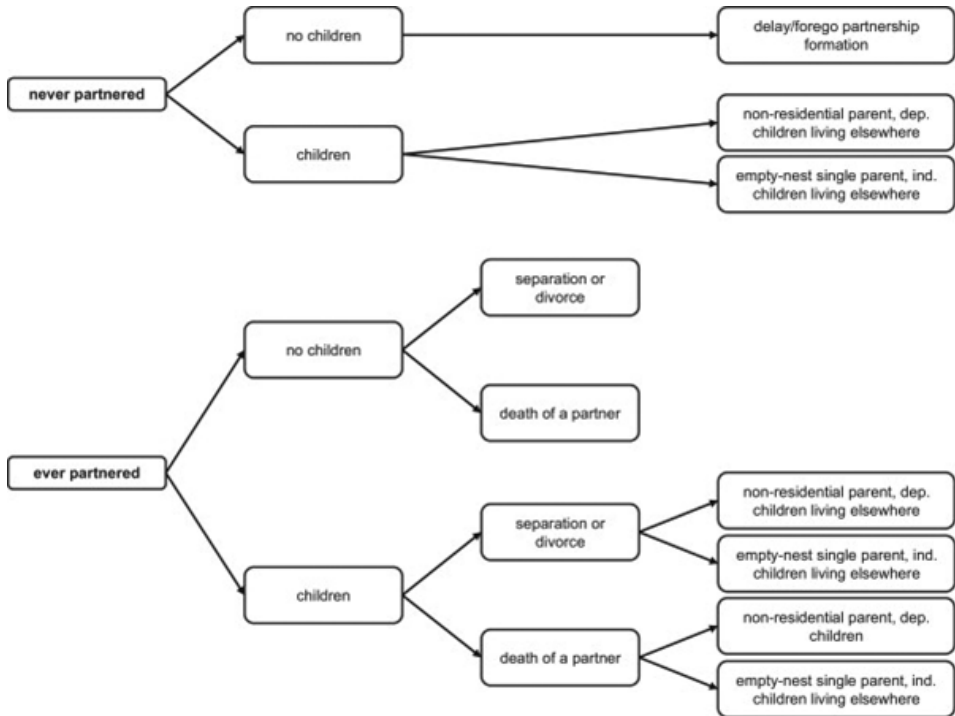 no children
delay/forego partnership
formation
never partnered
children
non-residential parent, dep.
children living elsewhere
empty-nest single parent, ind.
children living elsewhere
separation or
divorce
no children
death of a partner
ever partnered
children
separation or
divorce
non-residential parent, dep.
children living elsewhere
empty-nest single parent, ind.
children living elsewhere
death of a partner
non-residential parent, dep.
children
empty-nest single parent, ind.
children living elsewhere